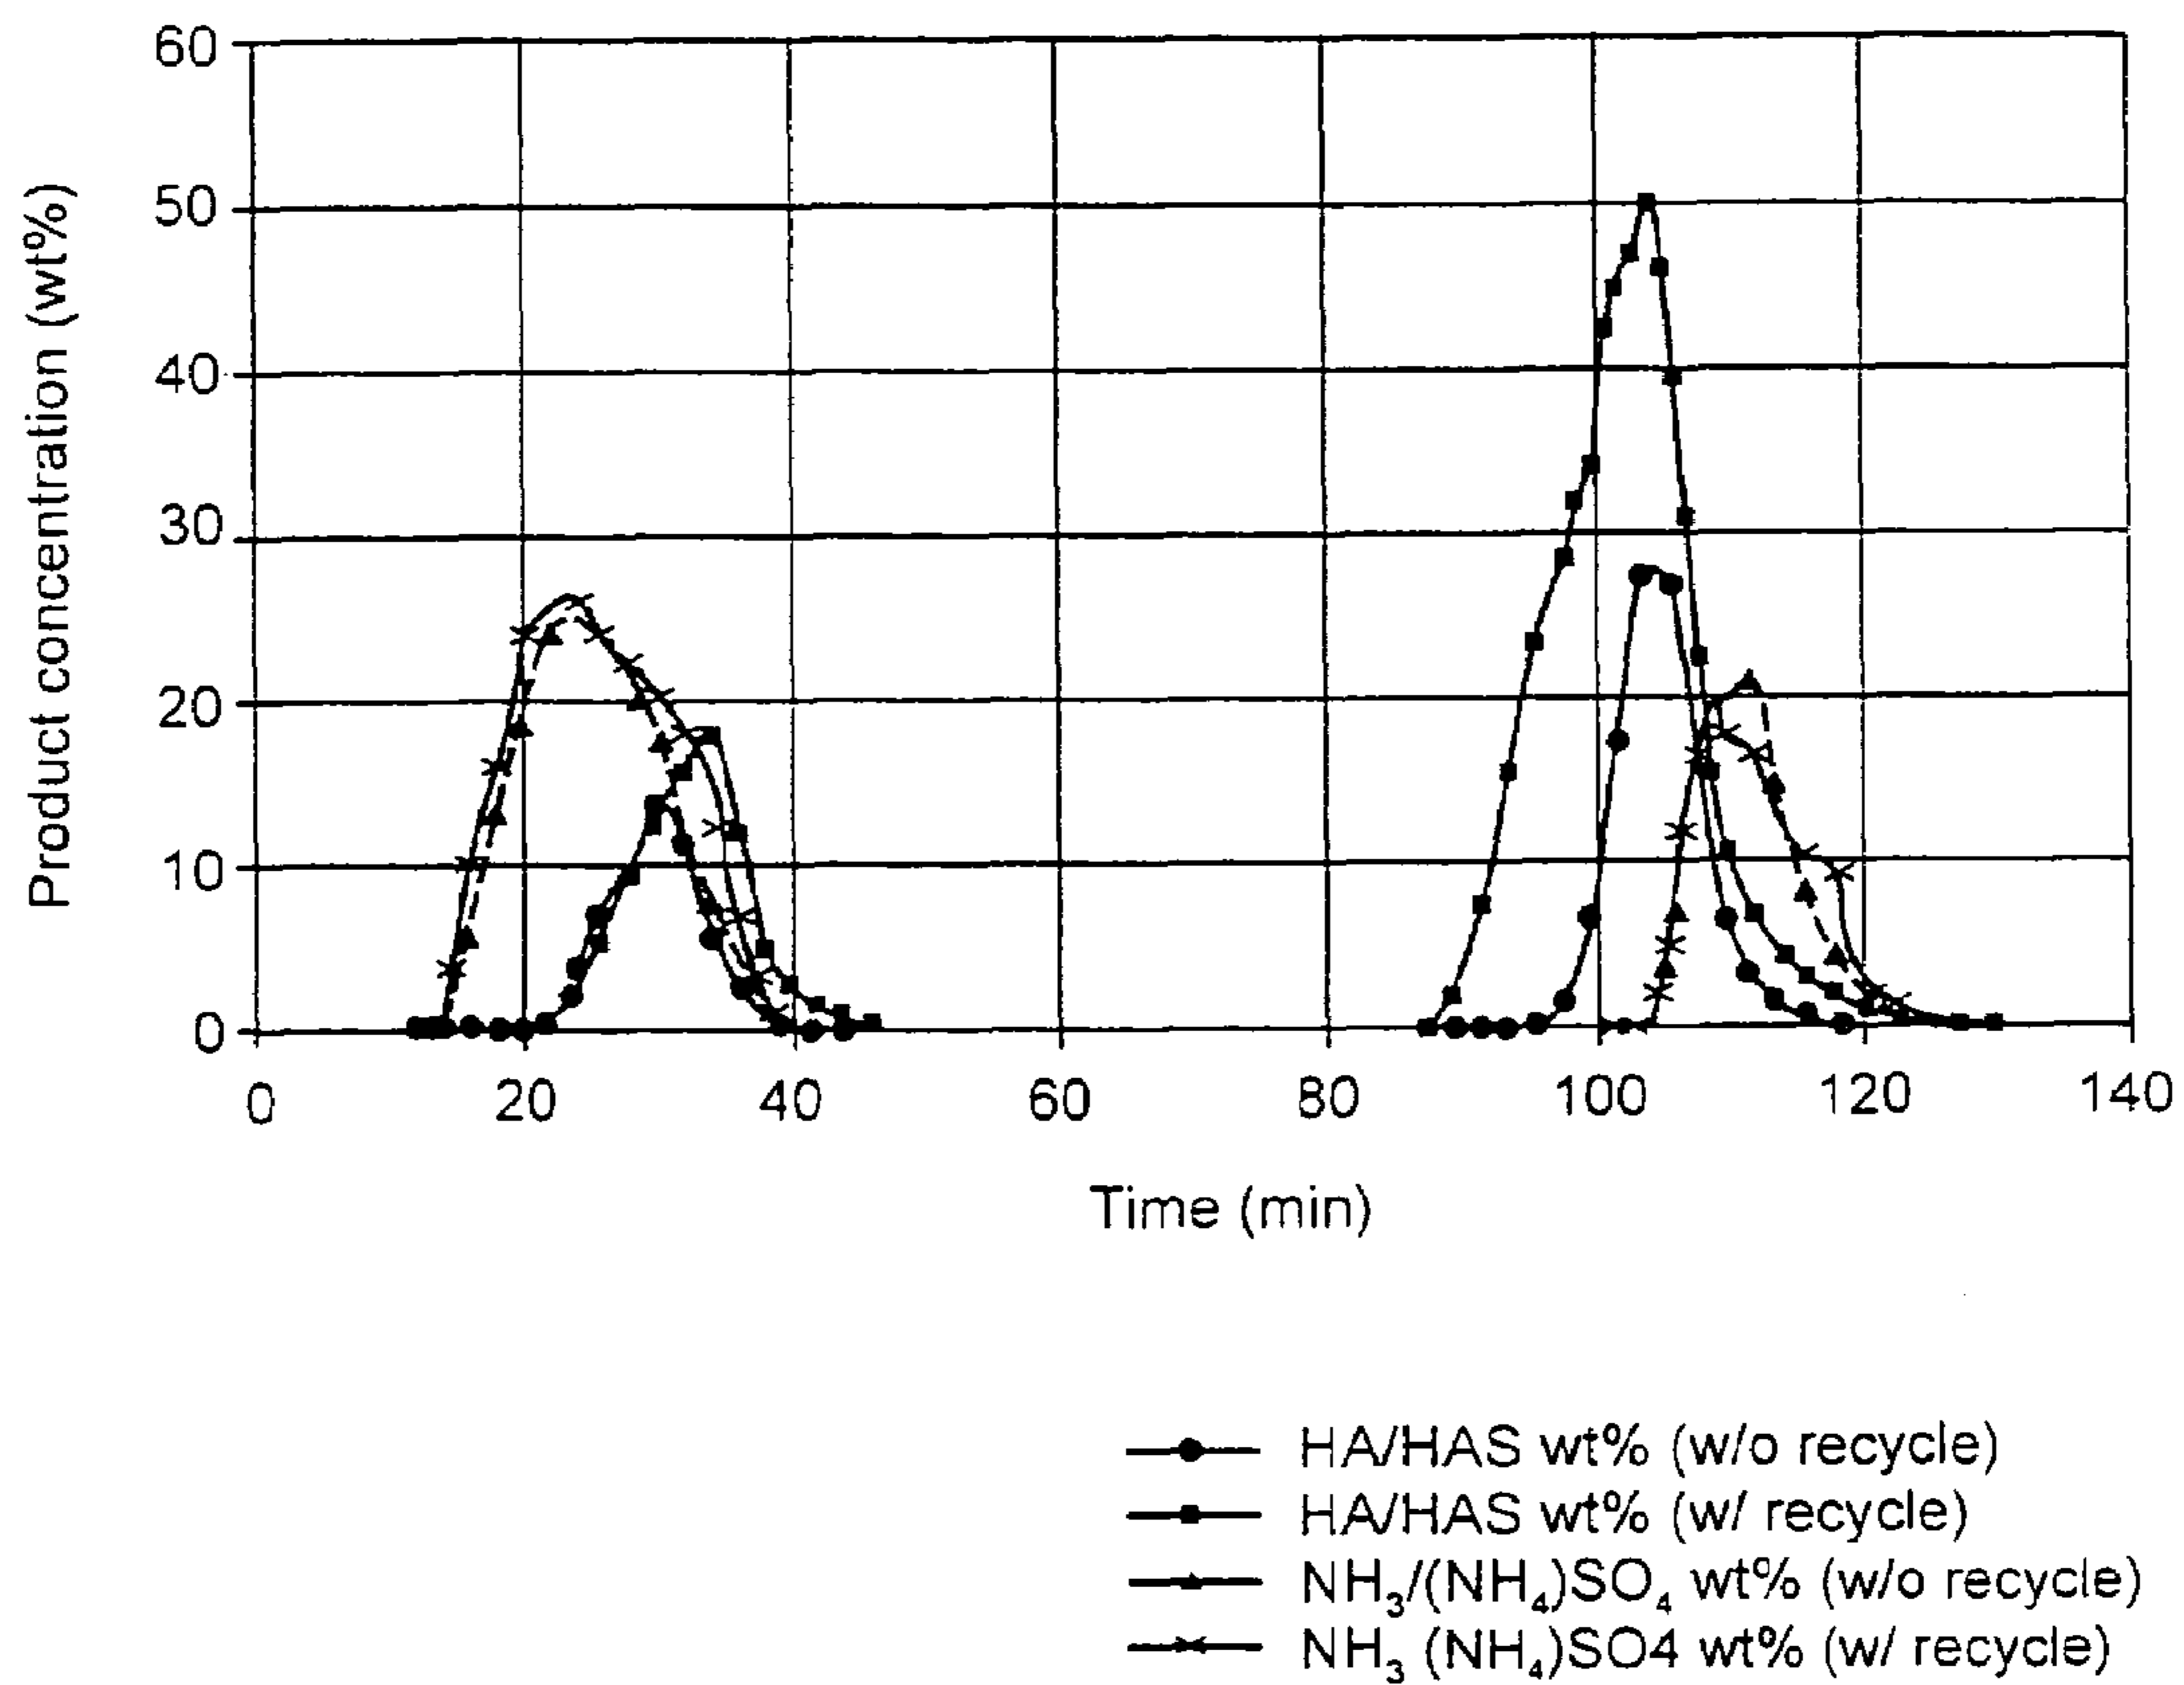 Product concentration (wt%)
60
50
40
30
20
10
0
0 20 40 60 80 100 120 140
Time (min)
HA/HAS wt% (w/o recycle)
HA/HAS wt% (w/ recycle)
NH₃/(NH₄)SO₄ wt% (w/o recycle)
NH₃ (NH₄)SO4 wt% (w/ recycle)